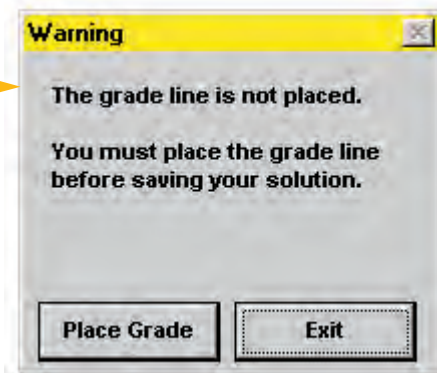 Warning
The grade line is not placed.
You must place the grade line
before saving your solution.
Place Grade
Exit